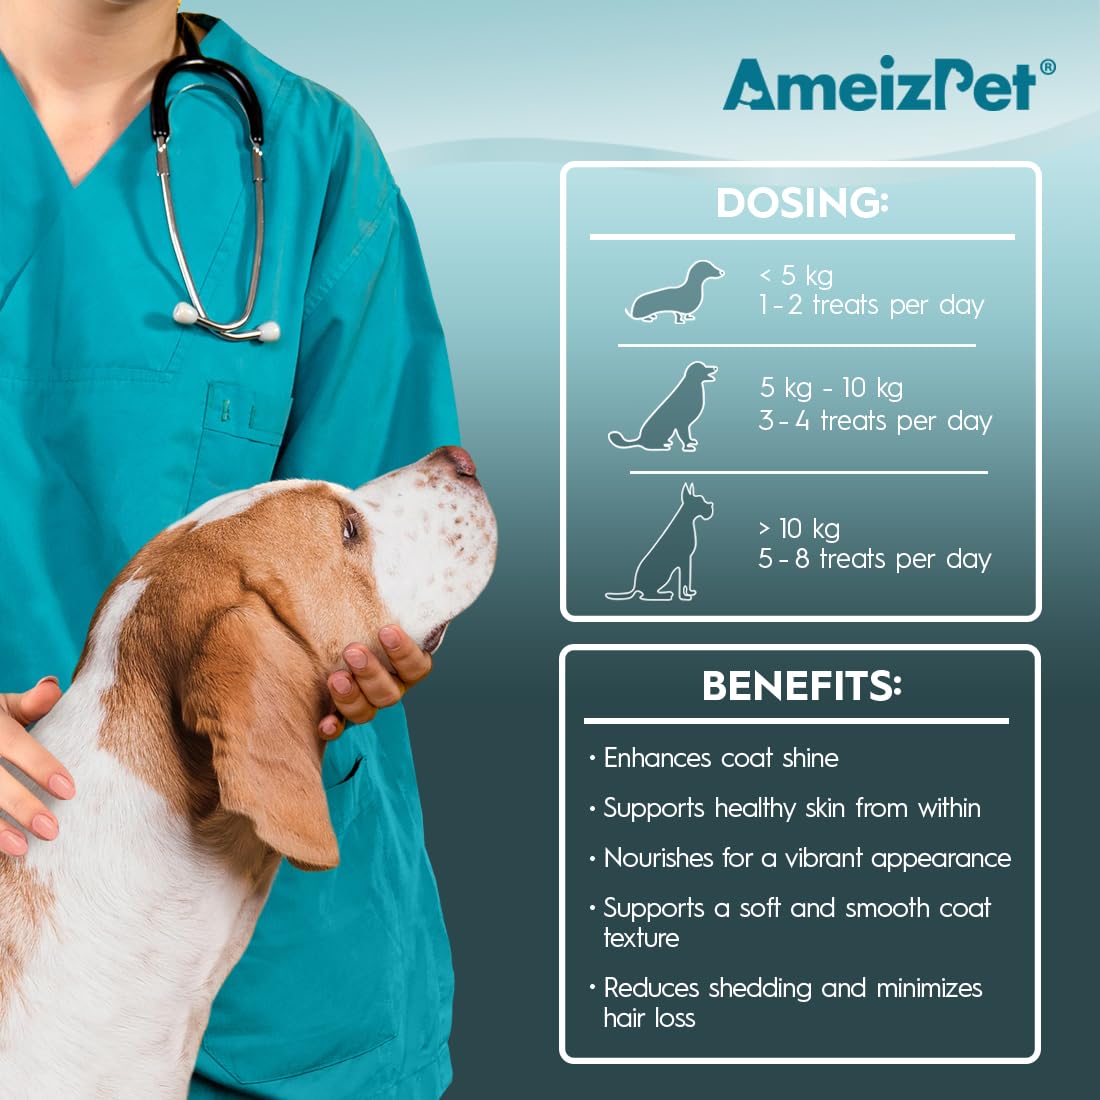 AmeizPet®
DOSING:
< 5 kg
1-2 treats per day
5 kg - 10 kg
3-4 treats per day
> 10 kg
5-8 treats per day
BENEFITS:
• Enhances coat shine
• Supports healthy skin from within
• Nourishes for a vibrant appearance
• Supports a soft and smooth coat
texture
• Reduces shedding and minimizes
hair loss